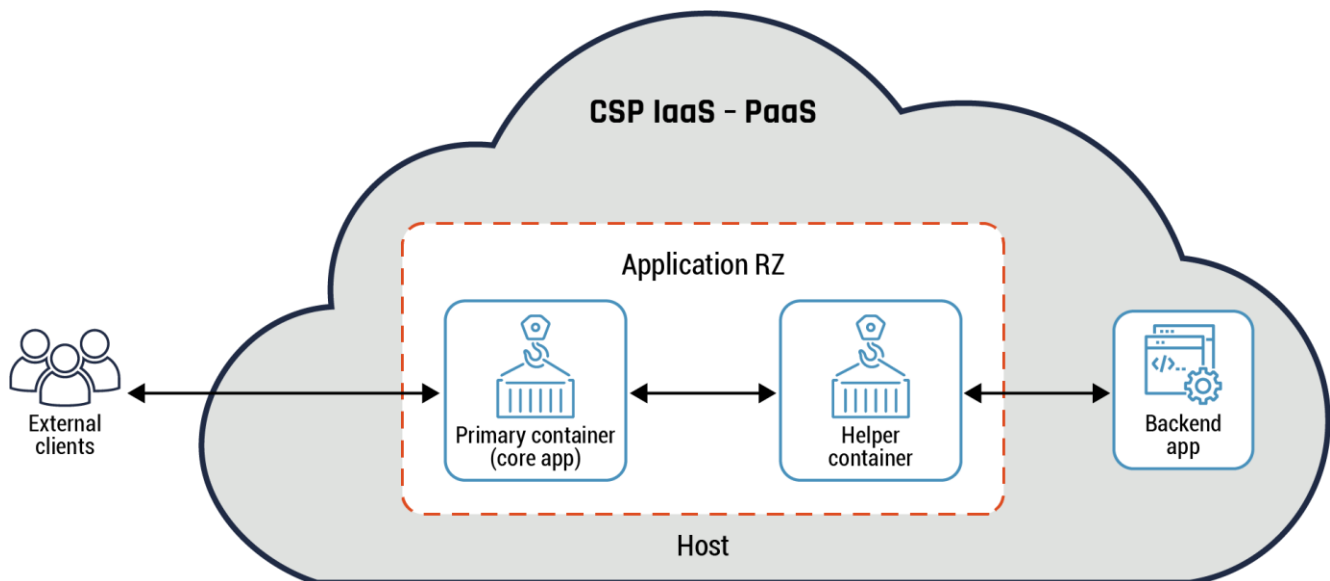 CSP IaaS - PaaS
Application RZ
External
clients
Primary container
(core app)
Helper
container
</>...
Backend
app
Host